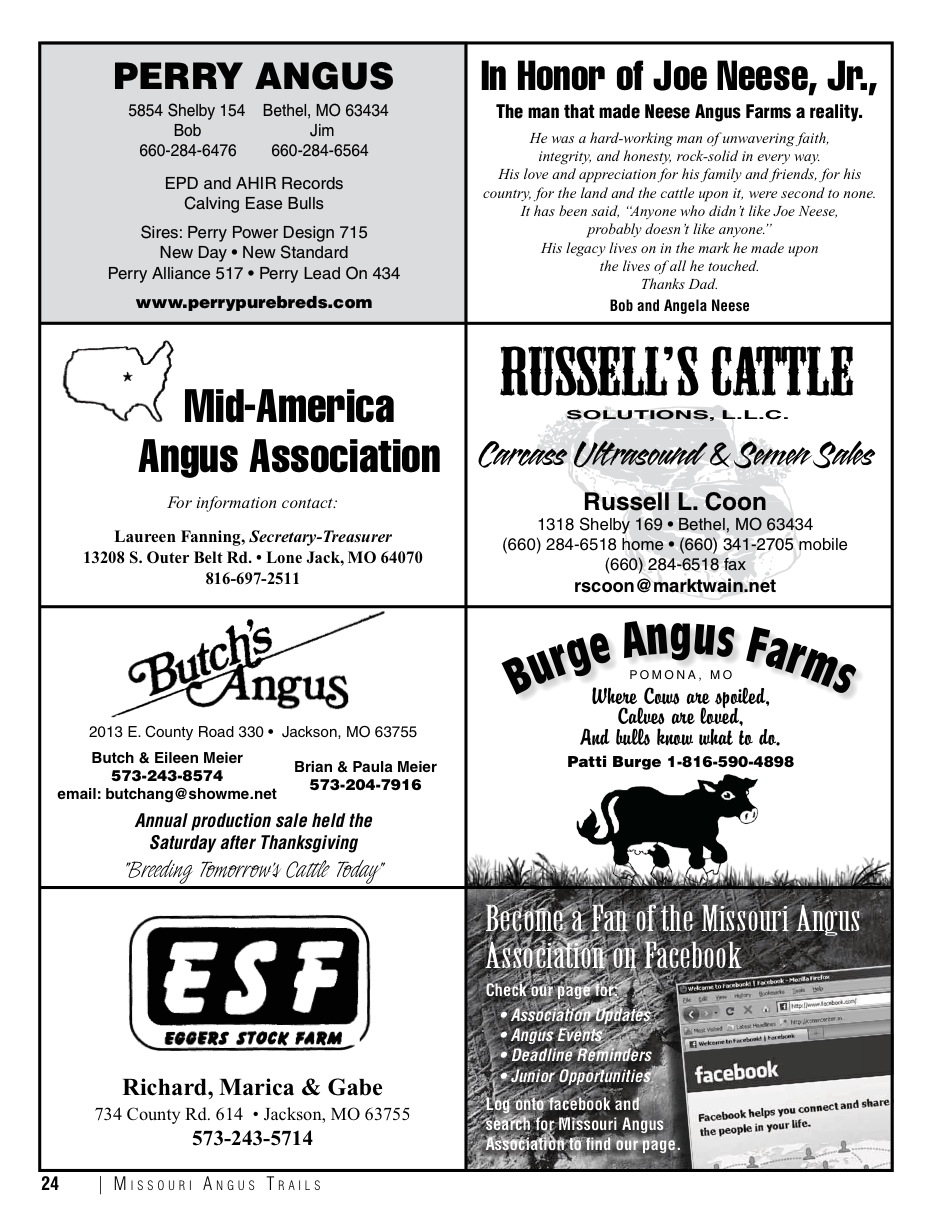 PERRY ANGUS
5854 Shelby 154 Bethel, MO 63434
Bob Jim
660-284-6476 660-284-6564
EPD and AHIR Records
Calving Ease Bulls
Sires: Perry Power Design 715
New Day • New Standard
Perry Alliance 517 • Perry Lead On 434
www.perrypurebreds.com
In Honor of Joe Neese, Jr.,
The man that made Neese Angus Farms a reality.
He was a hard-working man of unwavering faith,
integrity, and honesty, rock-solid in every way.
His love and appreciation for his family and friends, for his
country, for the land and the cattle upon it, were second to none.
It has been said, “Anyone who didn’t like Joe Neese,
probably doesn’t like anyone.”
His legacy lives on in the mark he made upon
the lives of all he touched.
Thanks Dad.
Bob and Angela Neese
Mid-America
Angus Association
For information contact:
Laureen Fanning, Secretary-Treasurer
13208 S. Outer Belt Rd. • Lone Jack, MO 64070
816-697-2511
RUSSELL’S CATTLE
SOLUTIONS, L.L.C.
Carcass Ultrasound & Semen Sales
Russell L. Coon
1318 Shelby 169 • Bethel, MO 63434
(660) 284-6518 home • (660) 341-2705 mobile
(660) 284-6518 fax
rscoon@marktwain.net
Butch's
Angus
2013 E. County Road 330 • Jackson, MO 63755
Butch & Eileen Meier
573-243-8574
email: butchang@showme.net
Brian & Paula Meier
573-204-7916
Annual production sale held the
Saturday after Thanksgiving
"Breeding Tomorrow's Cattle Today"
Burge Angus Farms
POMONA, MO
Where Cows are spoiled,
Calves are loved,
And bulls know what to do.
Patti Burge 1-816-590-4898
ESF
EGGERS STOCK FARM
Richard, Marica & Gabe
734 County Rd. 614 • Jackson, MO 63755
573-243-5714
Become a Fan of the Missouri Angus
Association on Facebook
Check our page for:
• Association Updates
• Angus Events
• Deadline Reminders
• Junior Opportunities
Log onto facebook and
search for Missouri Angus
Association to find our page.
Welcome to Facebook! | Facebook - Mozilla Firefox
File Edit View History Bookmarks Tools Help
http://www.facebook.com/
Most Visited Latest Headlines
Welcome to Facebook! | Facebook
facebook
Facebook helps you connect and share
the people in your life.
24 | MISSOURI ANGUS TRAILS